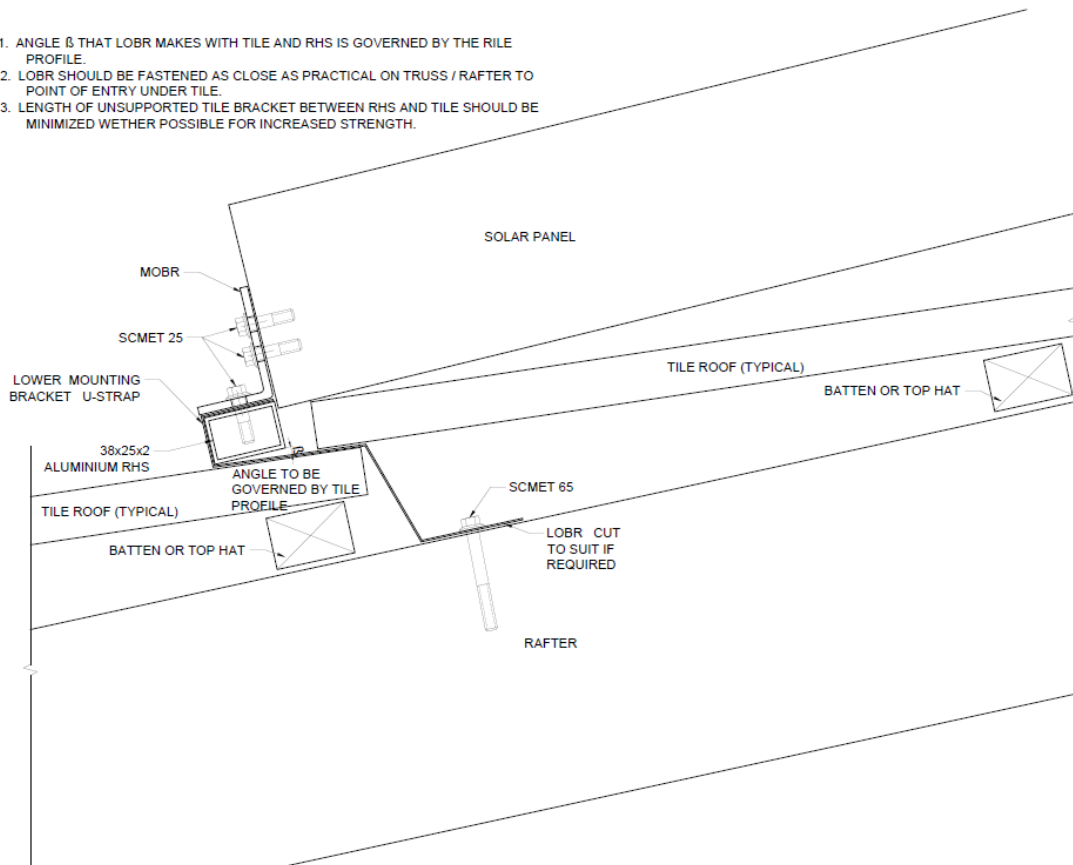 1. ANGLE ß THAT LOBR MAKES WITH TILE AND RHS IS GOVERNED BY THE RILE
PROFILE.
2. LOBR SHOULD BE FASTENED AS CLOSE AS PRACTICAL ON TRUSS / RAFTER TO
POINT OF ENTRY UNDER TILE.
3. LENGTH OF UNSUPPORTED TILE BRACKET BETWEEN RHS AND TILE SHOULD BE
MINIMIZED WETHER POSSIBLE FOR INCREASED STRENGTH.
SOLAR PANEL
MOBR
SCMET 25
LOWER MOUNTING
BRACKET U-STRAP
TILE ROOF (TYPICAL)
BATTEN OR TOP HAT
38x25x2
ALUMINIUM RHS
ß
ANGLE TO BE
GOVERNED BY TILE
PROFILE
SCMET 65
TILE ROOF (TYPICAL)
BATTEN OR TOP HAT
LOBR CUT
TO SUIT IF
REQUIRED
RAFTER